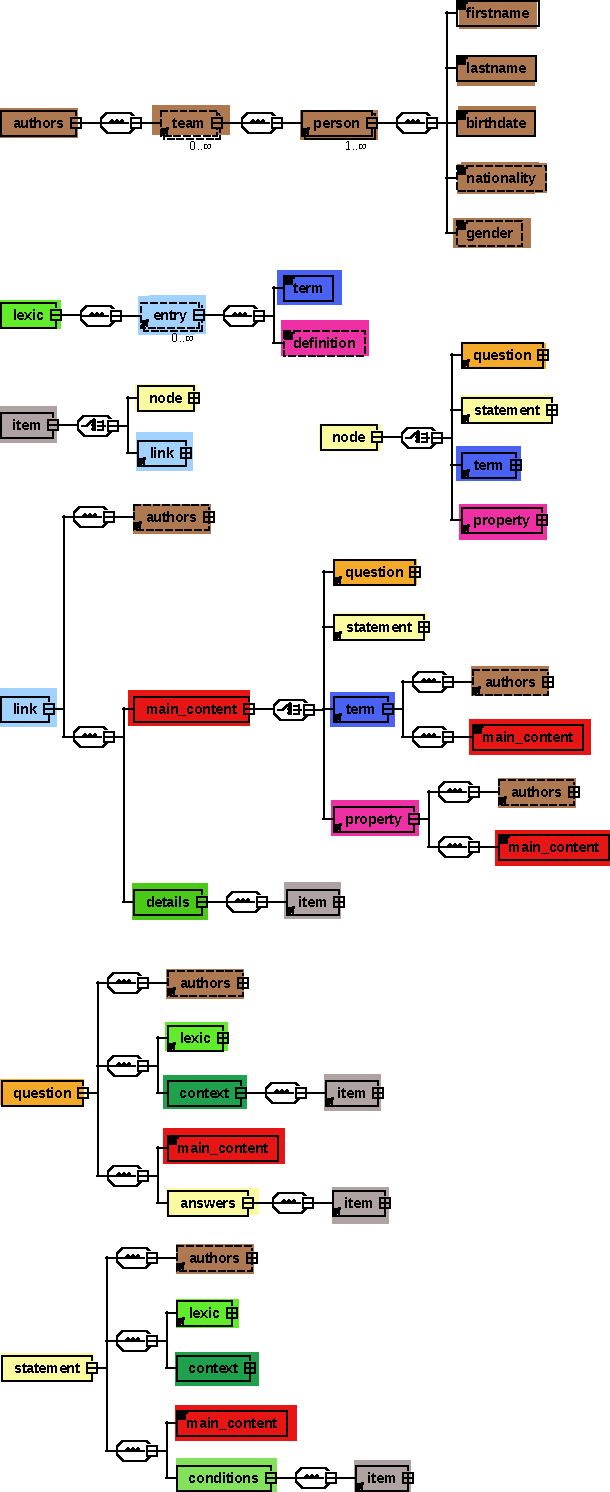 firstname
lastname
authors team person birthdate
0..∞ 1..∞
nationality
gender
term
lexic entry
0..∞
definition
question
node
statement
item
node
link
term
property
authors
question
statement
authors
link main_content term
main_content
authors
property
main_content
details item
authors
lexic
question context item
main_content
answers item
authors
lexic
statement context
main_content
conditions item